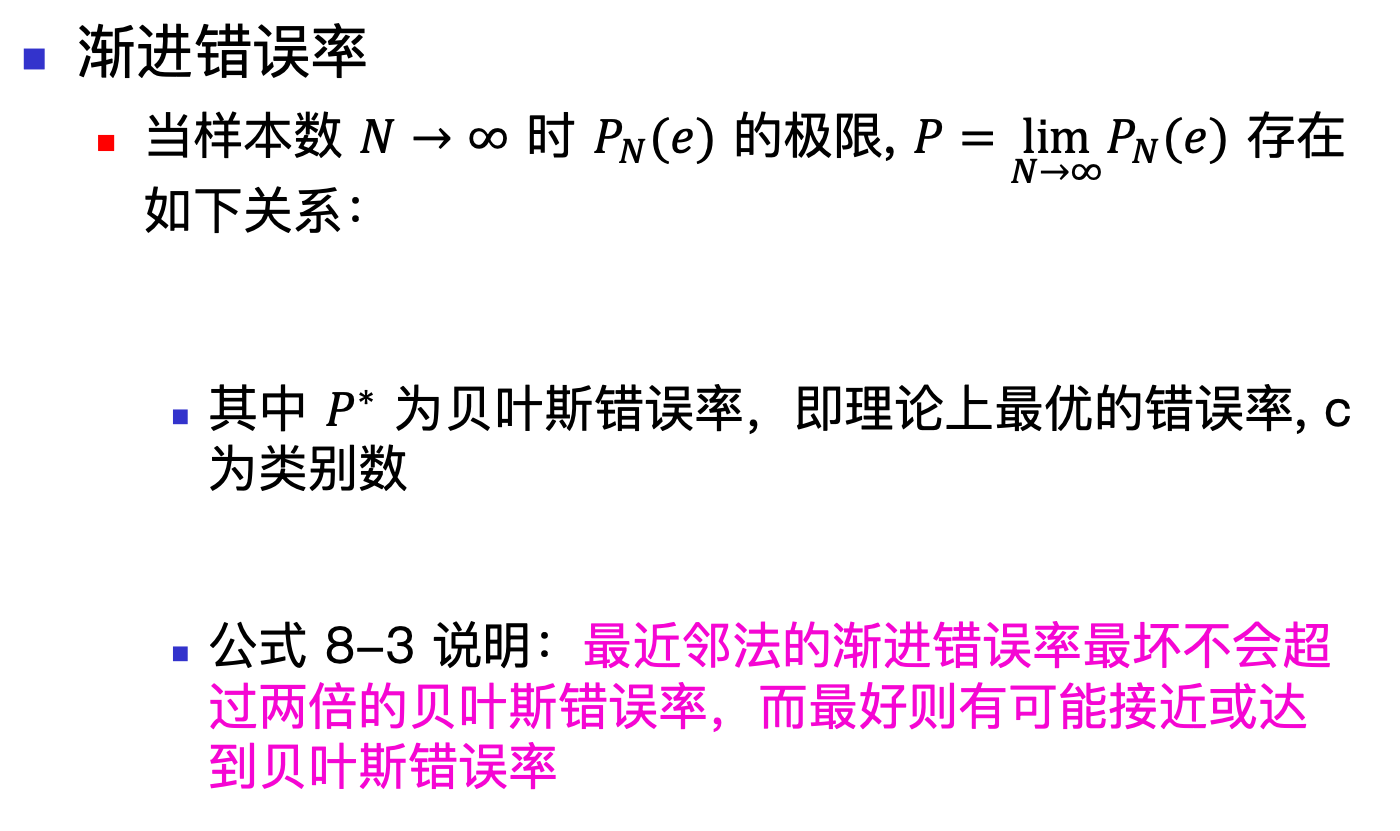 渐进错误率
当样本数 N → ∞ 时 P_N(e) 的极限, P = lim_{N→∞} P_N(e) 存在
如下关系：
其中 P* 为贝叶斯错误率，即理论上最优的错误率, c
为类别数
公式 8–3 说明：最近邻法的渐进错误率最坏不会超
过两倍的贝叶斯错误率，而最好则有可能接近或达
到贝叶斯错误率